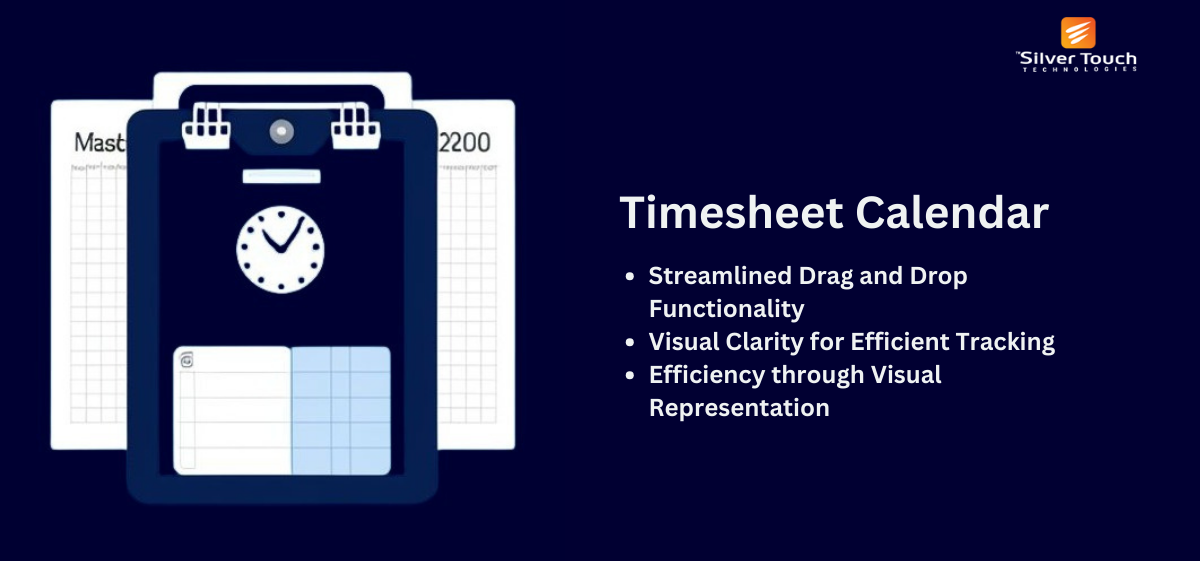 ™Silver Touch
TECHNOLOGIES
Mast
2200
Timesheet Calendar
• Streamlined Drag and Drop
Functionality
• Visual Clarity for Efficient Tracking
• Efficiency through Visual
Representation